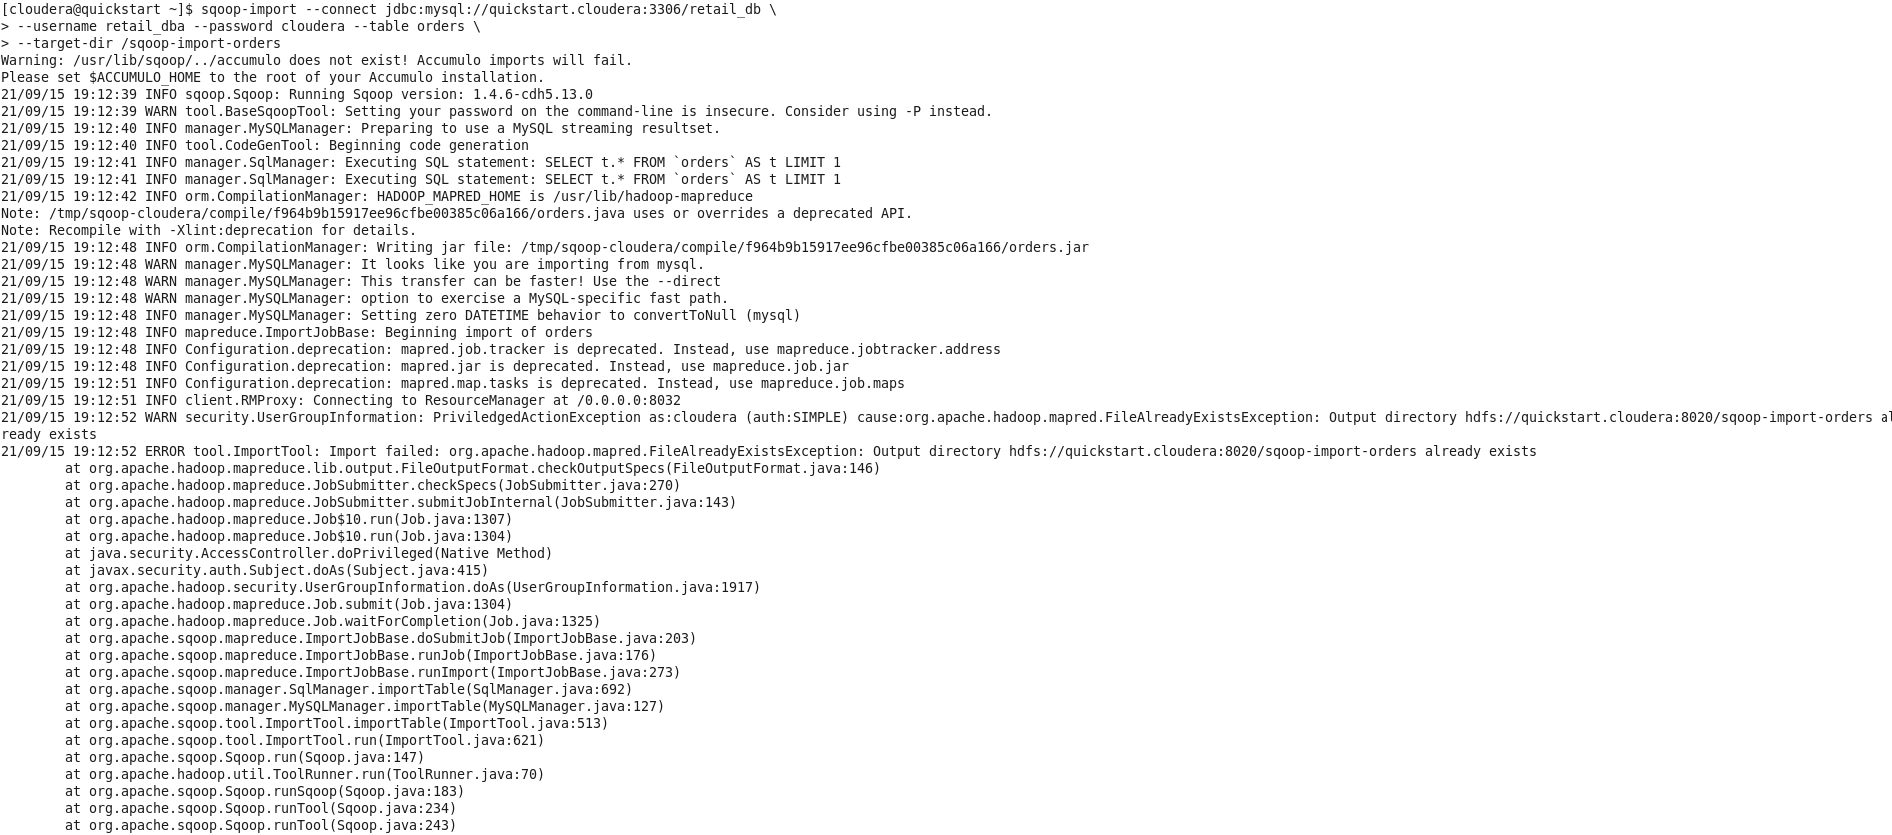 [cloudera@quickstart ~]$ sqoop-import --connect jdbc:mysql://quickstart.cloudera:3306/retail_db \
> --username retail_dba --password cloudera --table orders \
> --target-dir /sqoop-import-orders
Warning: /usr/lib/sqoop/../accumulo does not exist! Accumulo imports will fail.
Please set $ACCUMULO_HOME to the root of your Accumulo installation.
21/09/15 19:12:39 INFO sqoop.Sqoop: Running Sqoop version: 1.4.6-cdh5.13.0
21/09/15 19:12:39 WARN tool.BaseSqoopTool: Setting your password on the command-line is insecure. Consider using -P instead.
21/09/15 19:12:40 INFO manager.MySQLManager: Preparing to use a MySQL streaming resultset.
21/09/15 19:12:40 INFO tool.CodeGenTool: Beginning code generation
21/09/15 19:12:41 INFO manager.SqlManager: Executing SQL statement: SELECT t.* FROM `orders` AS t LIMIT 1
21/09/15 19:12:41 INFO manager.SqlManager: Executing SQL statement: SELECT t.* FROM `orders` AS t LIMIT 1
21/09/15 19:12:42 INFO orm.CompilationManager: HADOOP_MAPRED_HOME is /usr/lib/hadoop-mapreduce
Note: /tmp/sqoop-cloudera/compile/f964b9b15917ee96cfbe00385c06a166/orders.java uses or overrides a deprecated API.
Note: Recompile with -Xlint:deprecation for details.
21/09/15 19:12:48 INFO orm.CompilationManager: Writing jar file: /tmp/sqoop-cloudera/compile/f964b9b15917ee96cfbe00385c06a166/orders.jar
21/09/15 19:12:48 WARN manager.MySQLManager: It looks like you are importing from mysql.
21/09/15 19:12:48 WARN manager.MySQLManager: This transfer can be faster! Use the --direct
21/09/15 19:12:48 WARN manager.MySQLManager: option to exercise a MySQL-specific fast path.
21/09/15 19:12:48 INFO manager.MySQLManager: Setting zero DATETIME behavior to convertToNull (mysql)
21/09/15 19:12:48 INFO mapreduce.ImportJobBase: Beginning import of orders
21/09/15 19:12:48 INFO Configuration.deprecation: mapred.job.tracker is deprecated. Instead, use mapreduce.jobtracker.address
21/09/15 19:12:48 INFO Configuration.deprecation: mapred.jar is deprecated. Instead, use mapreduce.job.jar
21/09/15 19:12:51 INFO Configuration.deprecation: mapred.map.tasks is deprecated. Instead, use mapreduce.job.maps
21/09/15 19:12:51 INFO client.RMProxy: Connecting to ResourceManager at /0.0.0.0:8032
21/09/15 19:12:52 WARN security.UserGroupInformation: PriviledgedActionException as:cloudera (auth:SIMPLE) cause:org.apache.hadoop.mapred.FileAlreadyExistsException: Output directory hdfs://quickstart.cloudera:8020/sqoop-import-orders al
ready exists
21/09/15 19:12:52 ERROR tool.ImportTool: Import failed: org.apache.hadoop.mapred.FileAlreadyExistsException: Output directory hdfs://quickstart.cloudera:8020/sqoop-import-orders already exists
at org.apache.hadoop.mapreduce.lib.output.FileOutputFormat.checkOutputSpecs(FileOutputFormat.java:146)
at org.apache.hadoop.mapreduce.JobSubmitter.checkSpecs(JobSubmitter.java:270)
at org.apache.hadoop.mapreduce.JobSubmitter.submitJobInternal(JobSubmitter.java:143)
at org.apache.hadoop.mapreduce.Job$10.run(Job.java:1307)
at org.apache.hadoop.mapreduce.Job$10.run(Job.java:1304)
at java.security.AccessController.doPrivileged(Native Method)
at javax.security.auth.Subject.doAs(Subject.java:415)
at org.apache.hadoop.security.UserGroupInformation.doAs(UserGroupInformation.java:1917)
at org.apache.hadoop.mapreduce.Job.submit(Job.java:1304)
at org.apache.hadoop.mapreduce.Job.waitForCompletion(Job.java:1325)
at org.apache.sqoop.mapreduce.ImportJobBase.doSubmitJob(ImportJobBase.java:203)
at org.apache.sqoop.mapreduce.ImportJobBase.runJob(ImportJobBase.java:176)
at org.apache.sqoop.mapreduce.ImportJobBase.runImport(ImportJobBase.java:273)
at org.apache.sqoop.manager.SqlManager.importTable(SqlManager.java:692)
at org.apache.sqoop.manager.MySQLManager.importTable(MySQLManager.java:127)
at org.apache.sqoop.tool.ImportTool.importTable(ImportTool.java:513)
at org.apache.sqoop.tool.ImportTool.run(ImportTool.java:621)
at org.apache.sqoop.Sqoop.run(Sqoop.java:147)
at org.apache.hadoop.util.ToolRunner.run(ToolRunner.java:70)
at org.apache.sqoop.Sqoop.runSqoop(Sqoop.java:183)
at org.apache.sqoop.Sqoop.runTool(Sqoop.java:234)
at org.apache.sqoop.Sqoop.runTool(Sqoop.java:243)